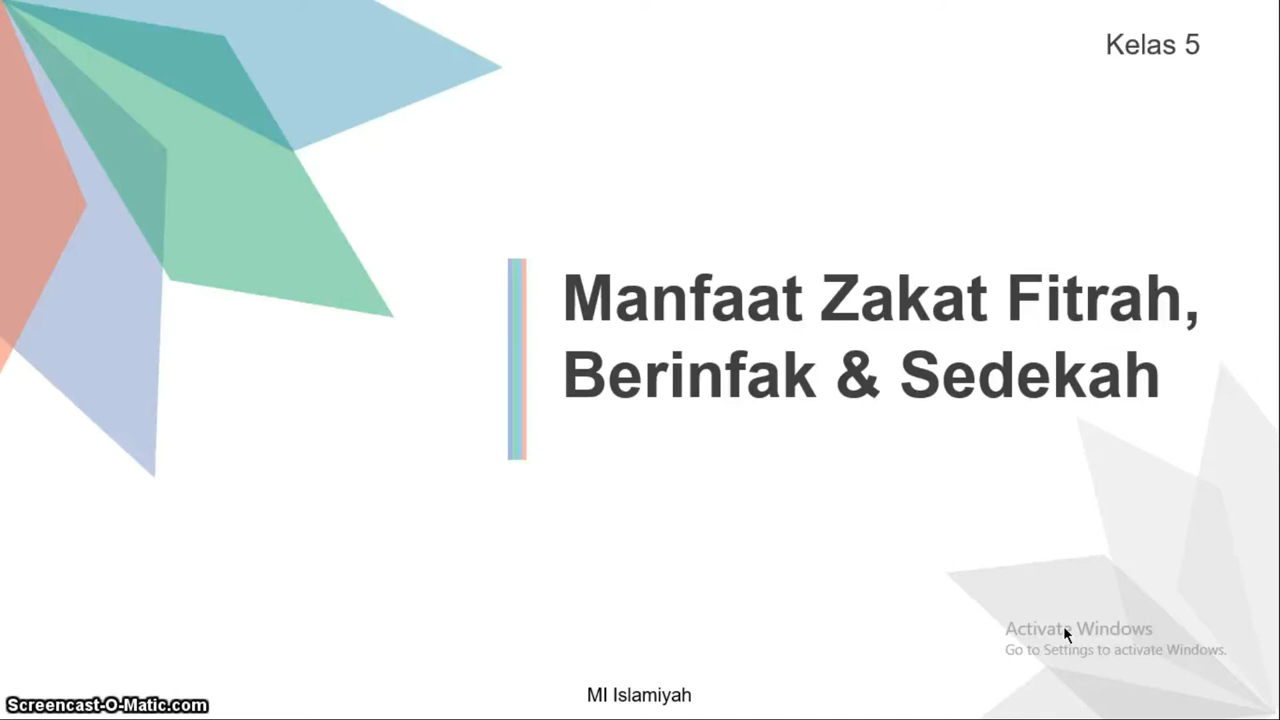 Kelas 5
Manfaat Zakat Fitrah,
Berinfak & Sedekah
Activate Windows
Go to Settings to activate Windows.
MI Islamiyah
Screencast-O-Matic.com